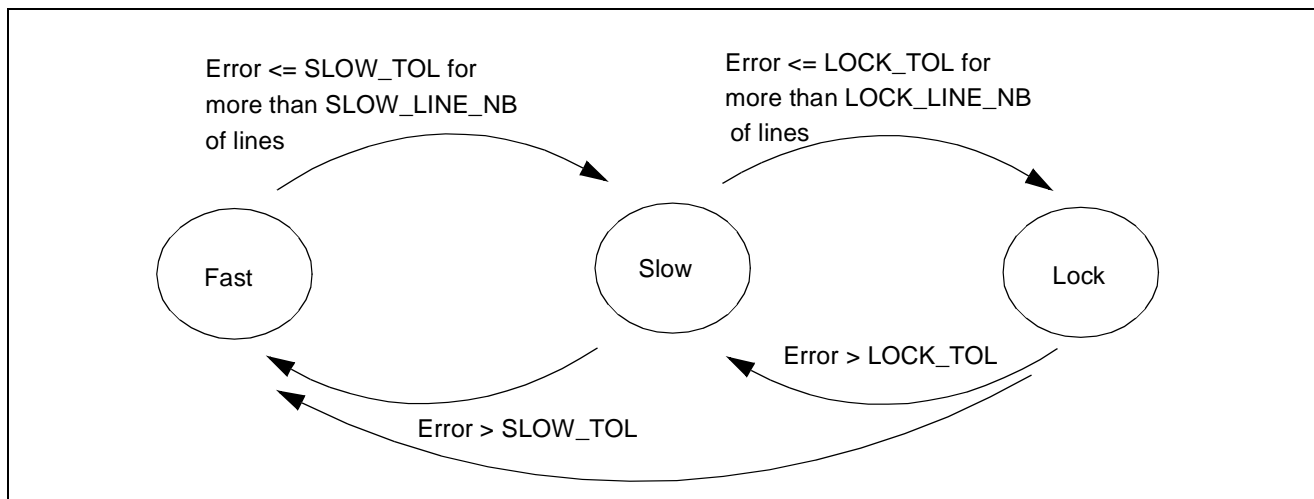 Error <= SLOW_TOL for
more than SLOW_LINE_NB
of lines
Error <= LOCK_TOL for
more than LOCK_LINE_NB
of lines
Fast
Slow
Lock
Error > LOCK_TOL
Error > SLOW_TOL